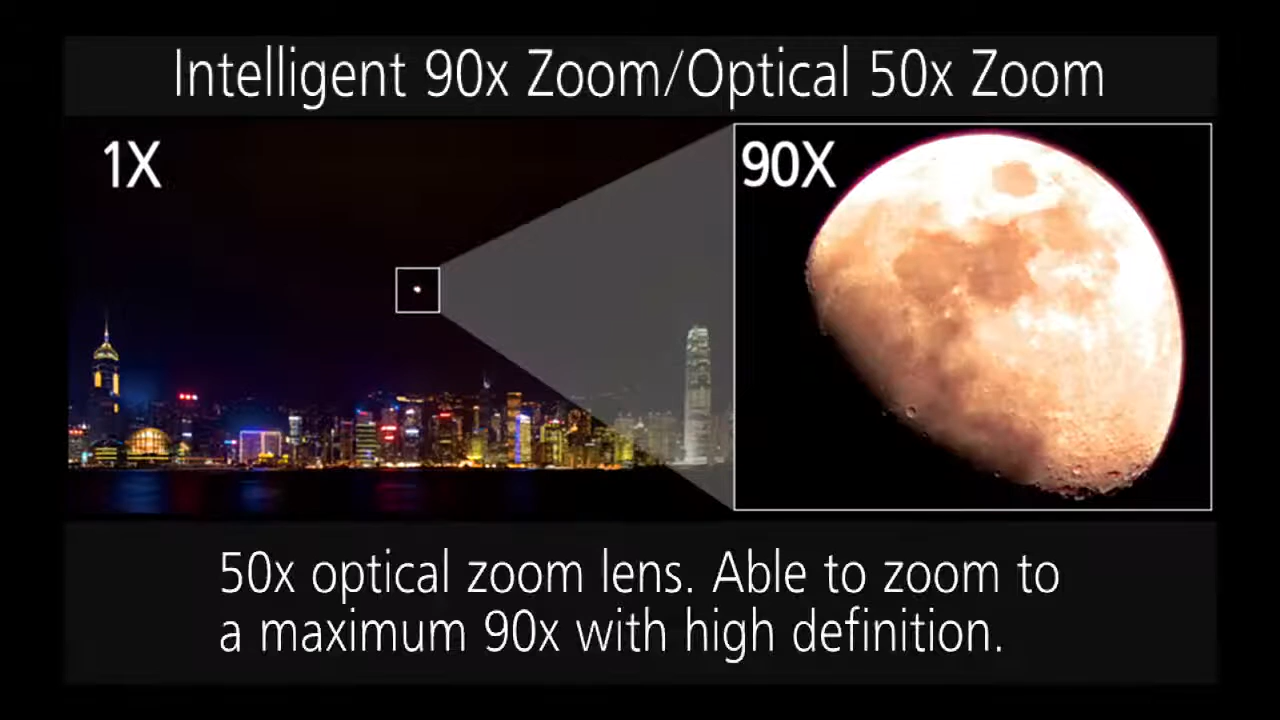 Intelligent 90x Zoom/Optical 50x Zoom
1X
90X
50x optical zoom lens. Able to zoom to
a maximum 90x with high definition.